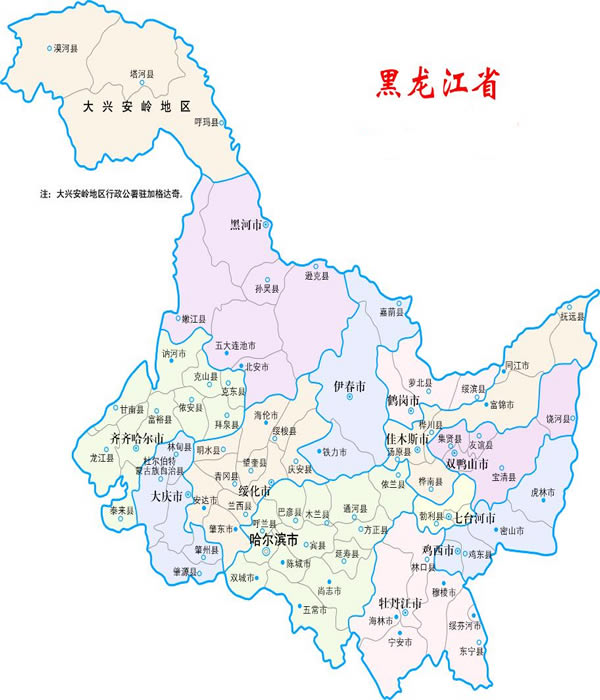 黑龙江省
漠河县
塔河县
大兴安岭地区
呼玛县
注：大兴安岭地区行政公署驻加格达奇。
黑河市
逊克县
孙吴县
嘉荫县
嫩江县
抚远县
五大连池市
讷河市
北安市
同江市
克山县
克东县
伊春市
萝北县
绥滨县
甘南县
富裕县
依安县
拜泉县
海伦市
鹤岗市
富锦市
饶河县
绥棱县
桦川县
齐齐哈尔市
集贤县
友谊县
佳木斯市
林甸县
明水县
铁力市
汤原县
双鸭山市
龙江县
杜尔伯特
蒙古族自治县
望奎县
庆安县
青冈县
依兰县
桦南县
宝清县
大庆市
绥化市
虎林市
安达市
兰西县
泰来县
巴彦县
木兰县
通河县
勃利县
七台河市
呼兰县
肇东市
方正县
密山市
哈尔滨市
宾县
鸡西市
鸡东县
肇州县
陈城市
延寿县
林口县
肇源县
双城市
尚志市
穆棱市
五常市
牡丹江市
海林市
绥芬河市
宁安市
东宁县